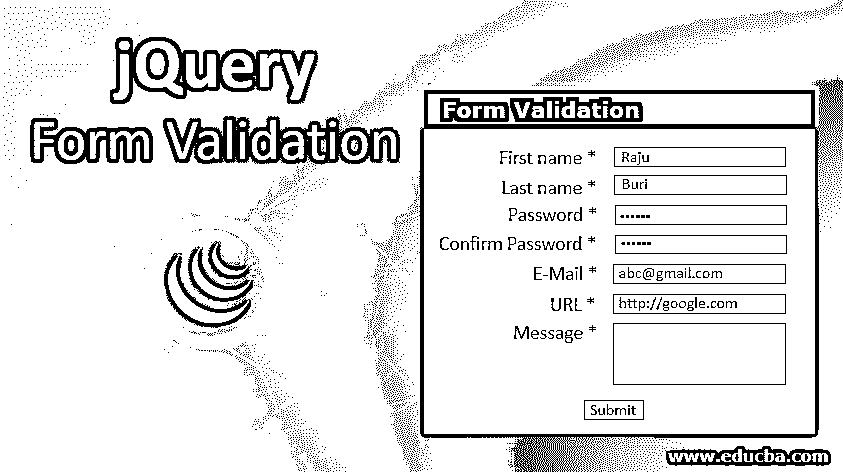 jQuery
Form Validation
Form Validation
First name * Raju
Last name * Buri
Password * ••••••
Confirm Password * ••••••
E-Mail * abc@gmail.com
URL * http://google.com
Message *
Submit
www.educba.com